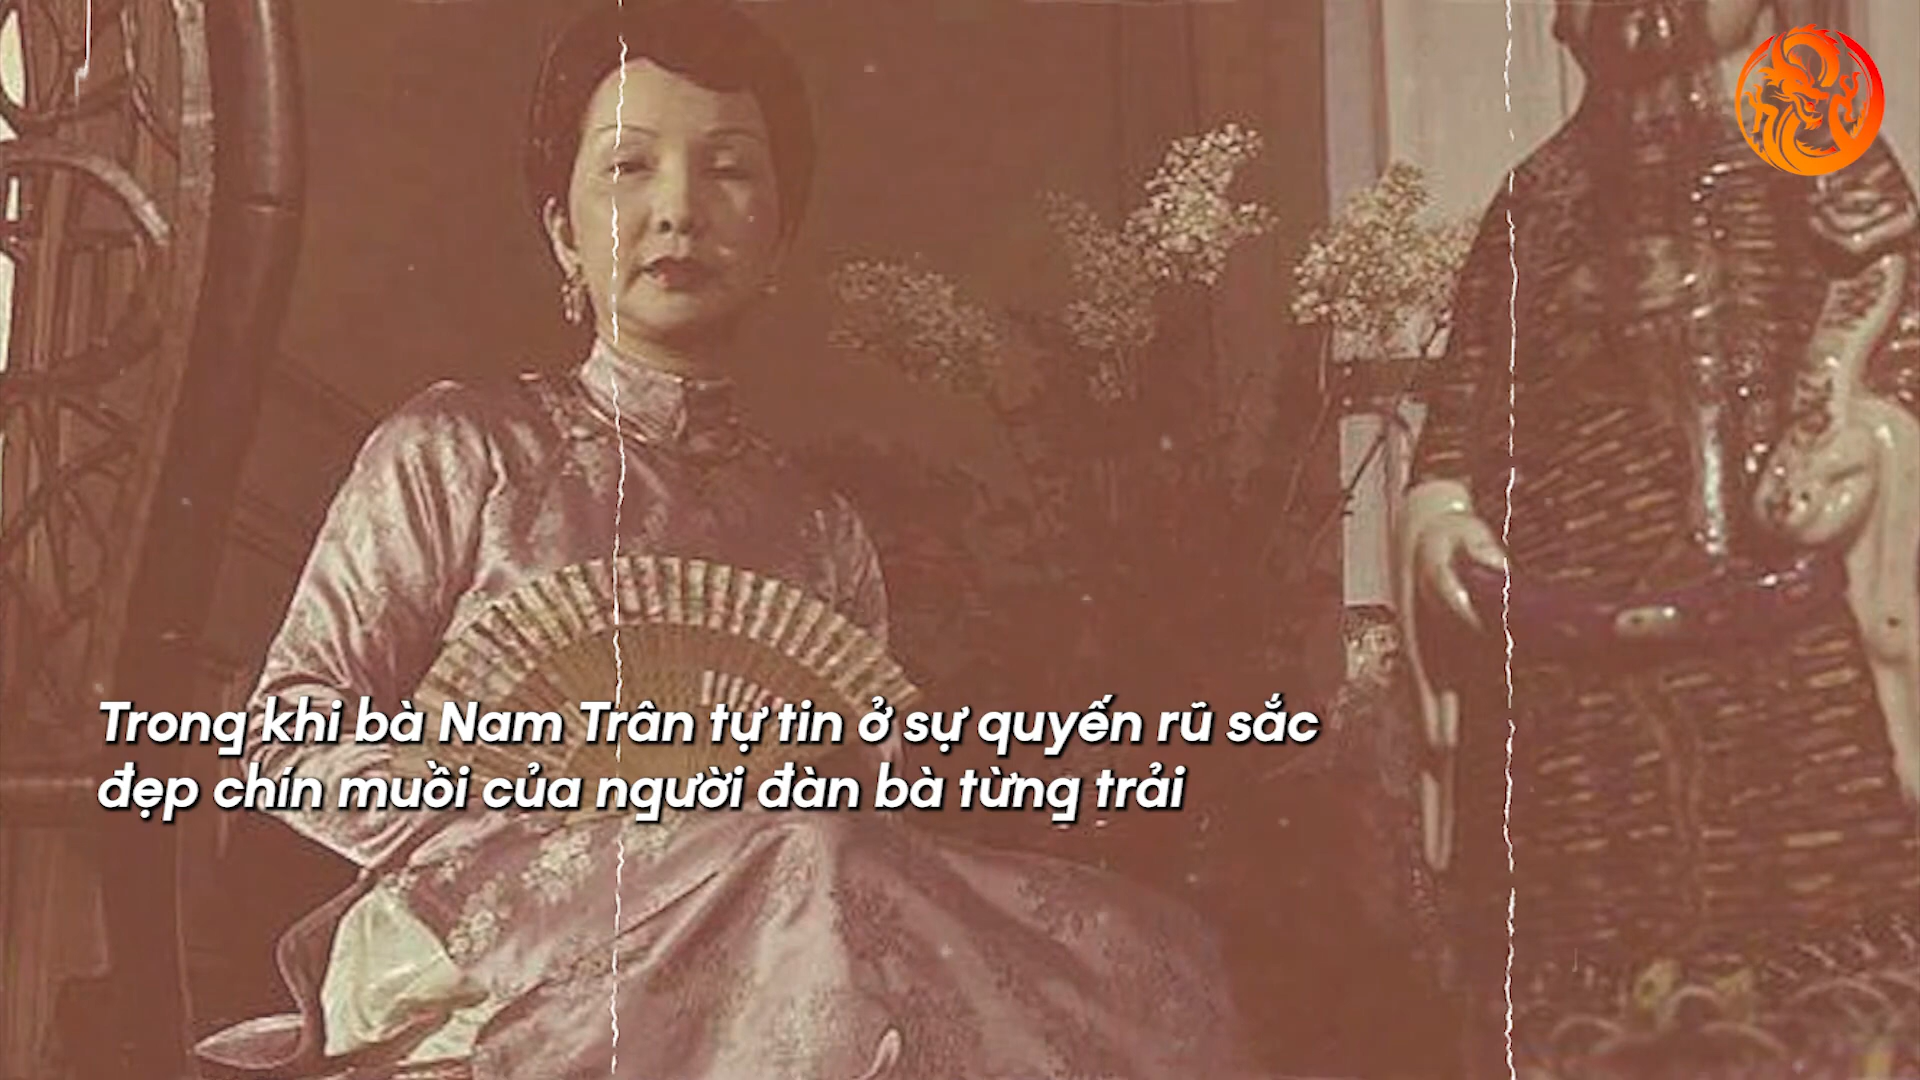 Trong khi bà Nam Trân tự tin ở sự quyến rũ sắc
đẹp chín muồi của người đàn bà từng trải